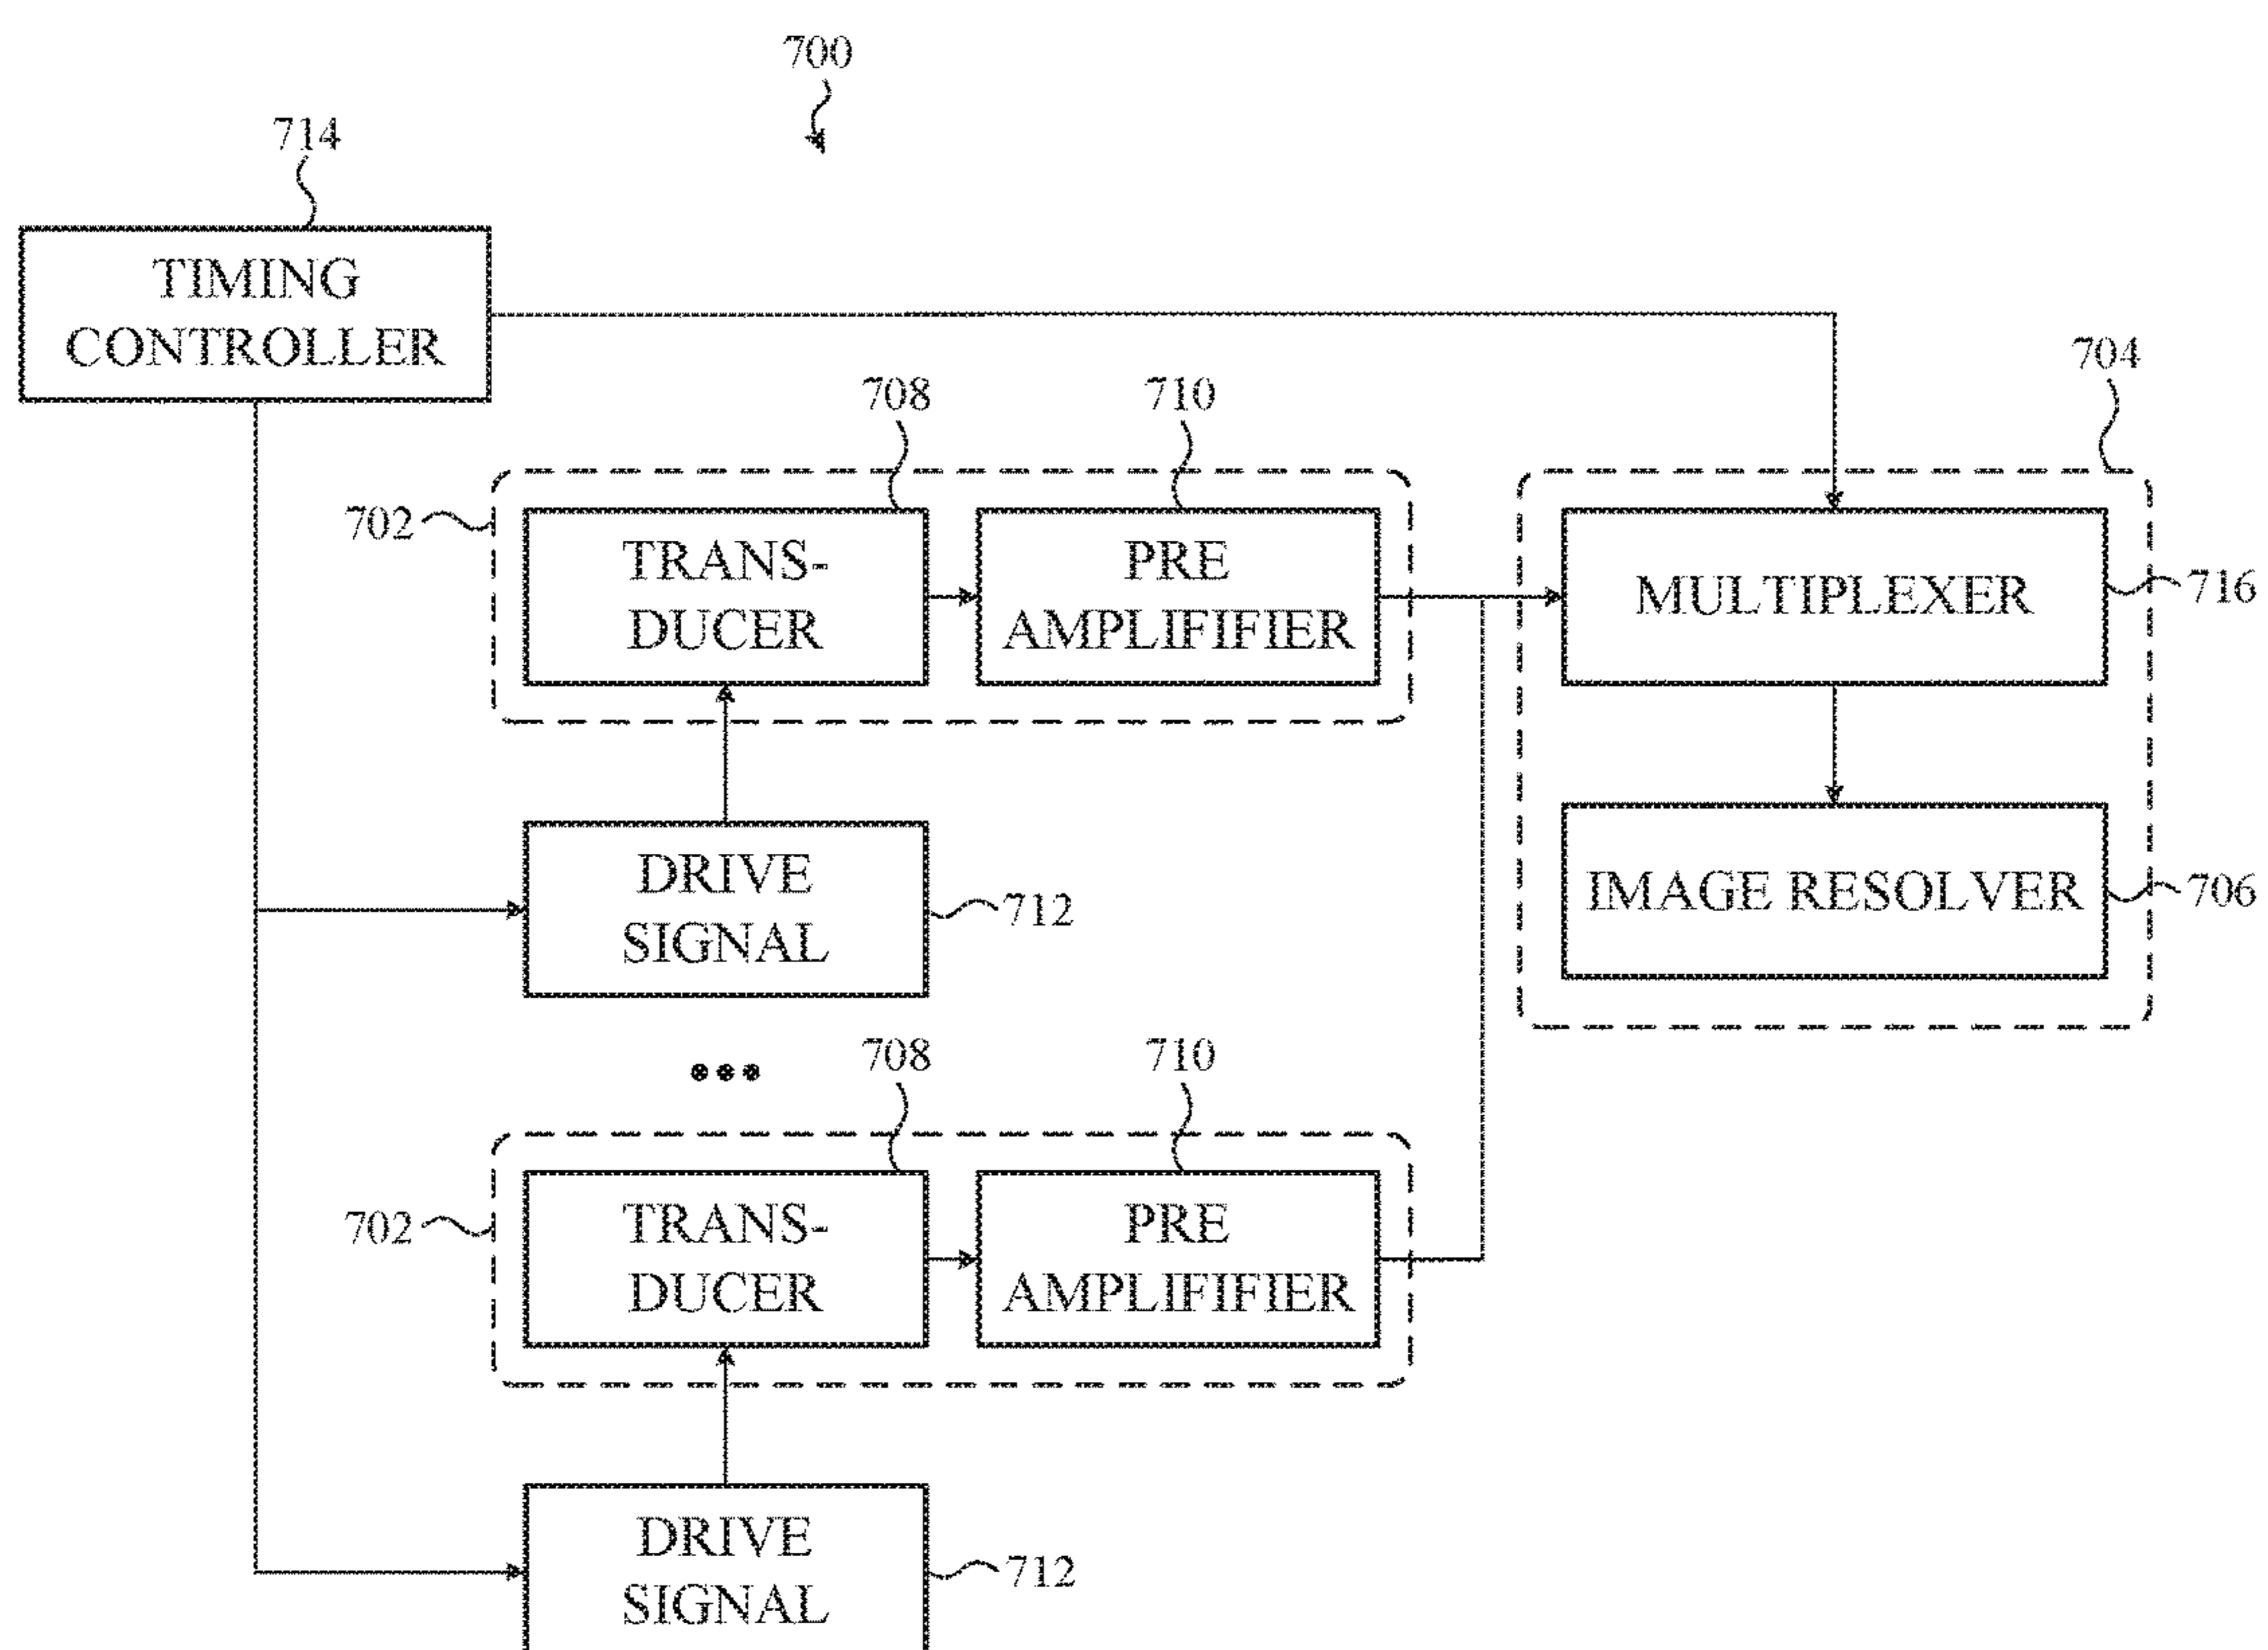 700
714
TIMING
CONTROLLER
704
708
710
702
TRANS-
DUCER
PRE
AMPLIFIFIER
MULTIPLEXER
716
DRIVE
SIGNAL
712
IMAGE RESOLVER
706
708
710
702
TRANS-
DUCER
PRE
AMPLIFIFIER
DRIVE
SIGNAL
712